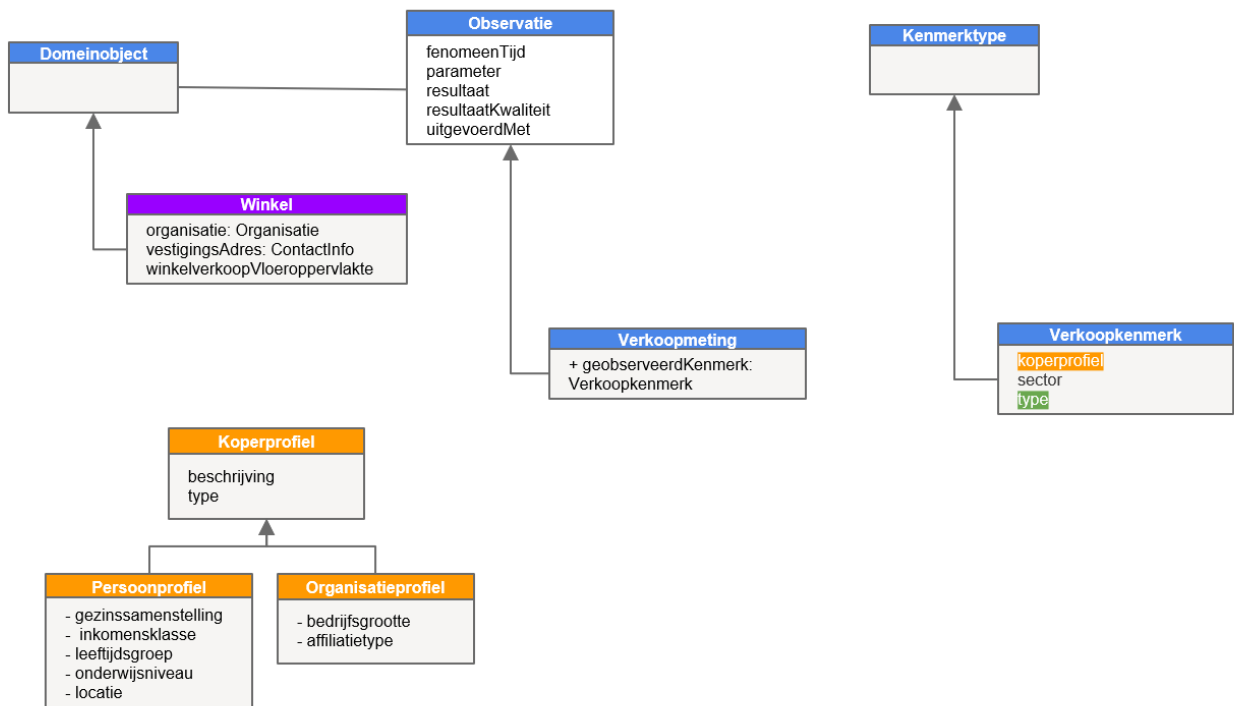 Domeinobject
Observatie
fenomeenTijd
parameter
resultaat
resultaatKwaliteit
uitgevoerdMet
Kenmerktype
Winkel
organisatie: Organisatie
vestigingsAdres: ContactInfo
winkelverkoopVloeroppervlakte
Verkoopmeting
+ geobserveerdKenmerk:
Verkoopkenmerk
Verkoopkenmerk
koperprofiel
sector
type
Koperprofiel
beschrijving
type
Persoonprofiel
- gezinssamenstelling
- inkomensklasse
- leeftijdsgroep
- onderwijsniveau
- locatie
Organisatieprofiel
- bedrijfsgrootte
- affiliatietype